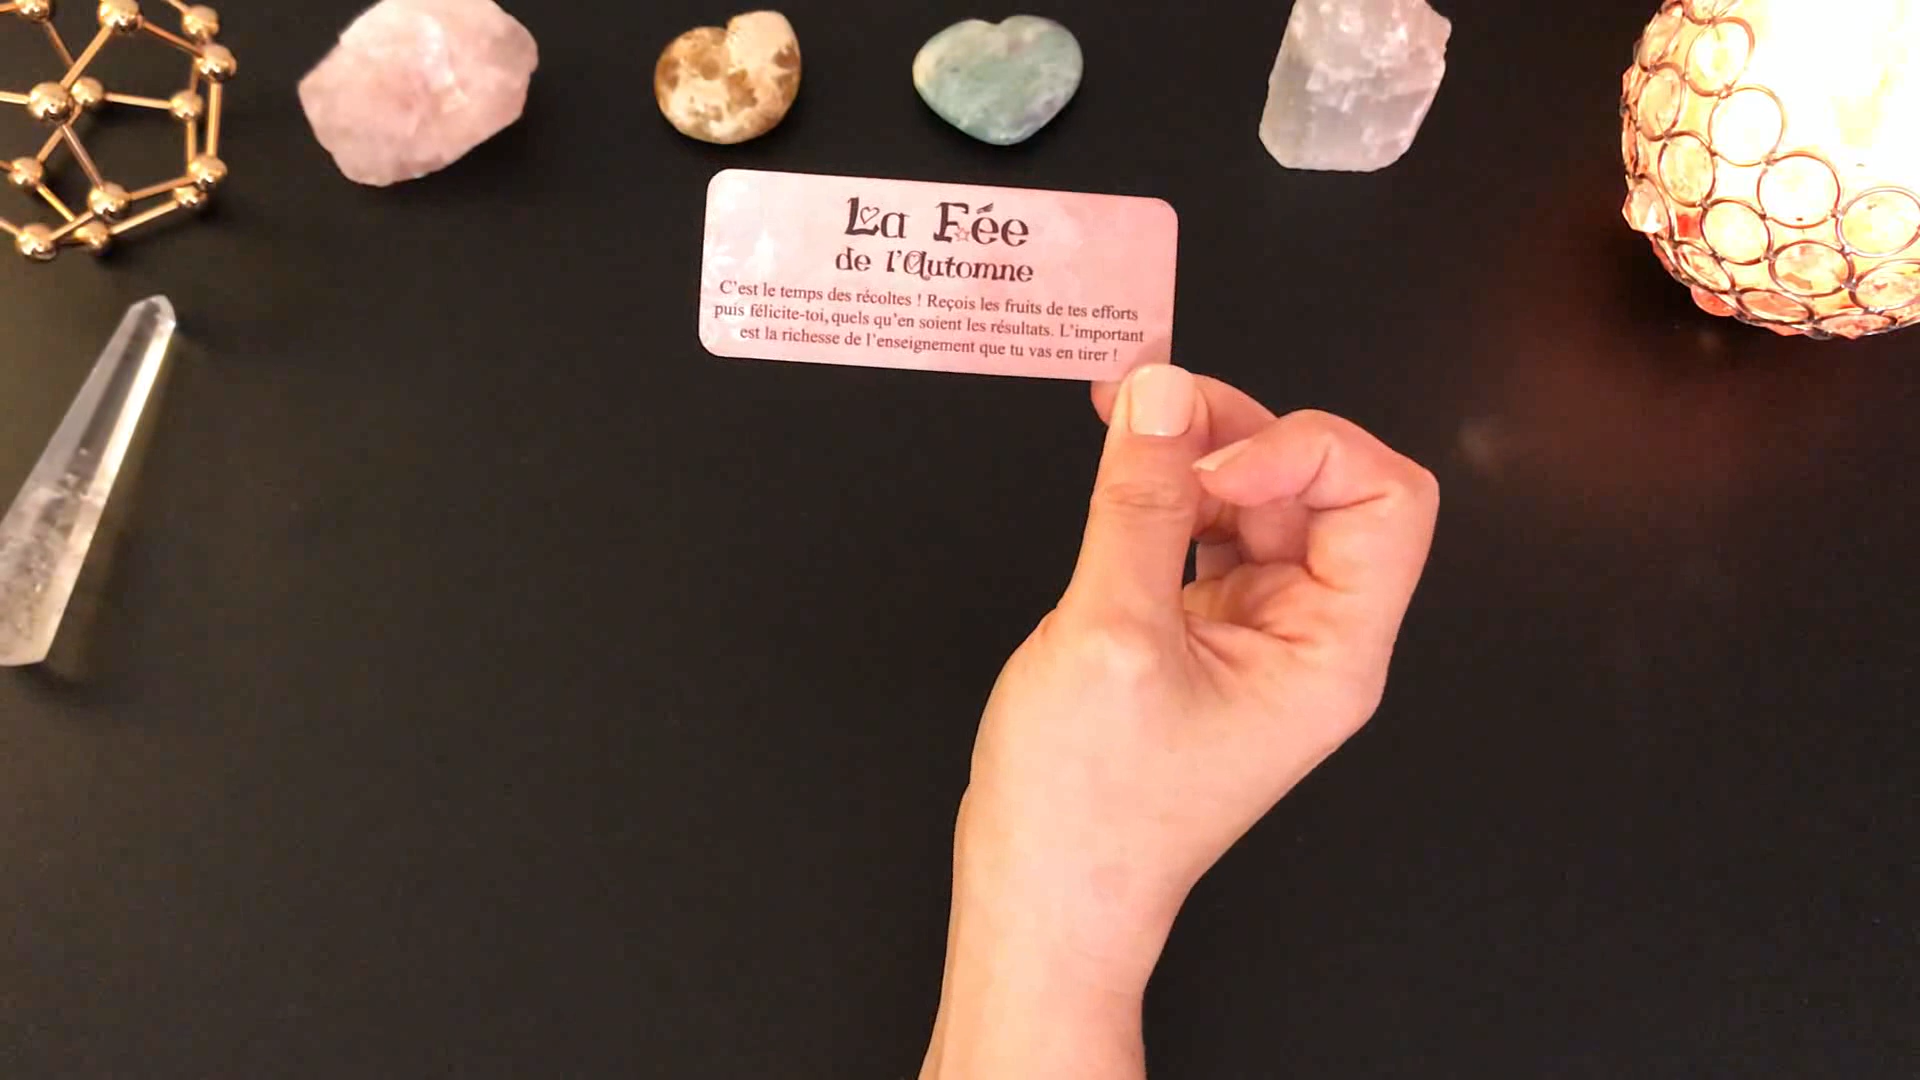 La Fée
de l'Automne
C'est le temps des récoltes ! Reçois les fruits de tes efforts
puis félicite-toi, quels qu'en soient les résultats. L'important
est la richesse de l'enseignement que tu vas en tirer !